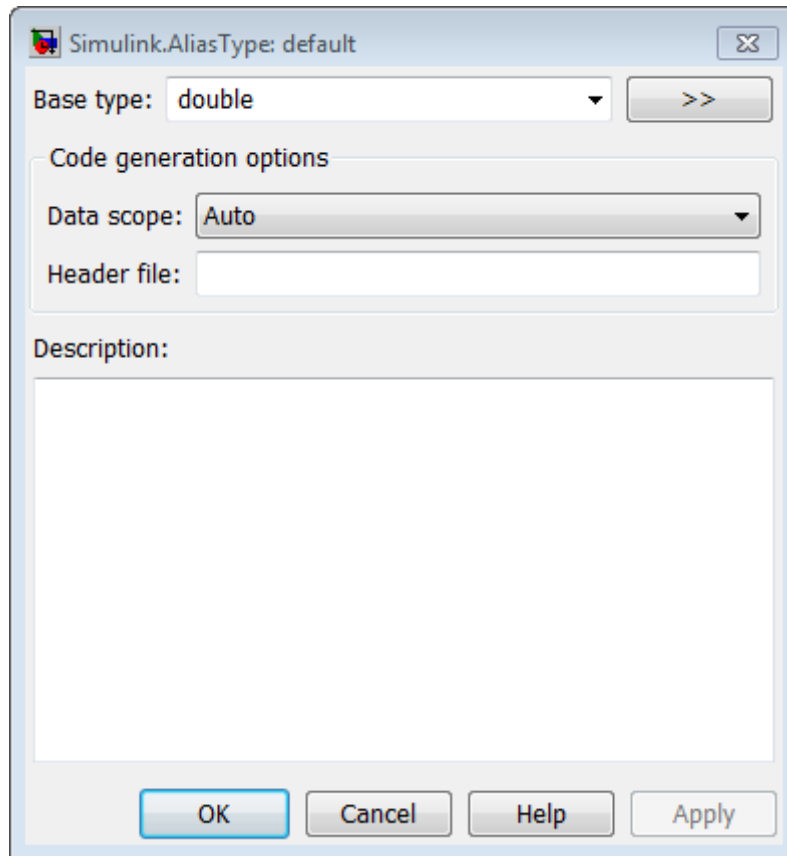 Simulink.AliasType: default
Base type: double >>
Code generation options
Data scope: Auto
Header file:
Description:
OK Cancel Help Apply